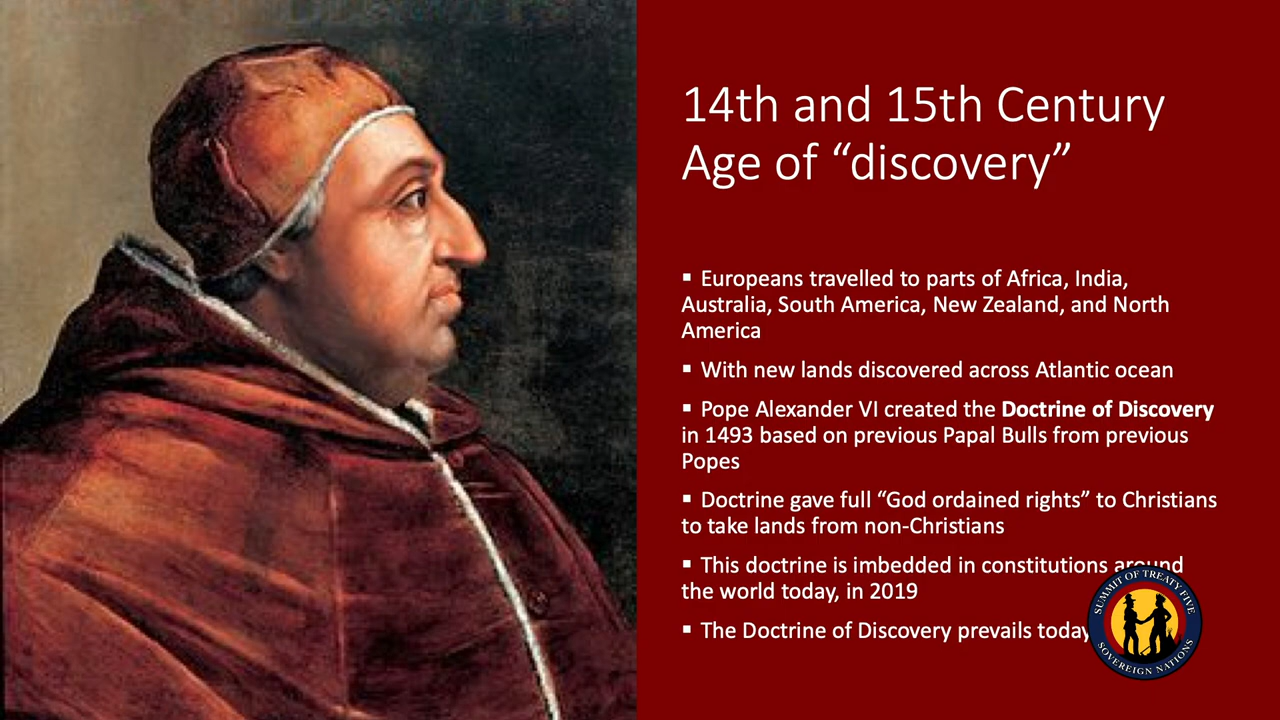 14th and 15th Century
Age of “discovery”
▪ Europeans travelled to parts of Africa, India,
Australia, South America, New Zealand, and North
America
▪ With new lands discovered across Atlantic ocean
▪ Pope Alexander VI created the Doctrine of Discovery
in 1493 based on previous Papal Bulls from previous
Popes
▪ Doctrine gave full “God ordained rights” to Christians
to take lands from non-Christians
▪ This doctrine is imbedded in constitutions around
the world today, in 2019
▪ The Doctrine of Discovery prevails today
SUMMIT OF TREATY FIVE
SOVEREIGN NATIONS